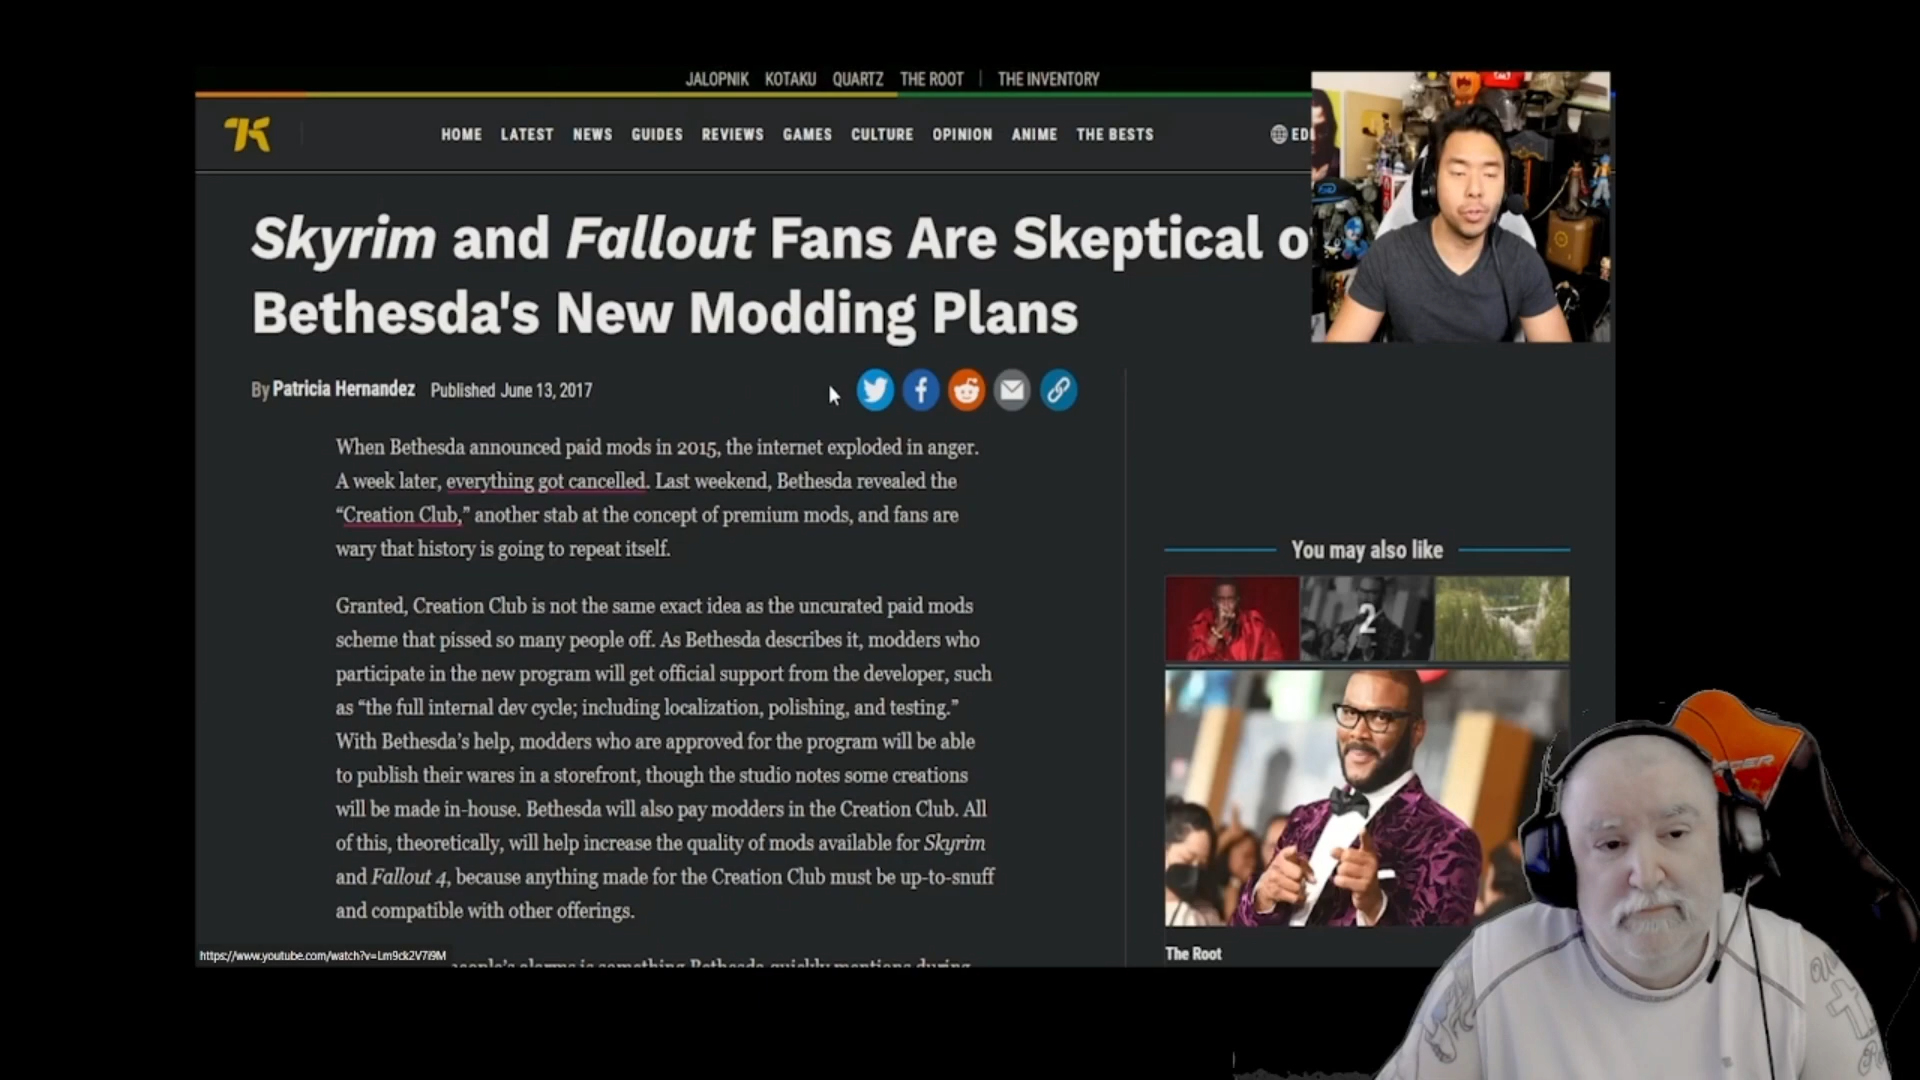 JALOPNIK KOTAKU QUARTZ THE ROOT | THE INVENTORY
HOME LATEST NEWS GUIDES REVIEWS GAMES CULTURE OPINION ANIME THE BESTS
Skyrim and Fallout Fans Are Skeptical o
Bethesda's New Modding Plans
By Patricia Hernandez Published June 13, 2017
When Bethesda announced paid mods in 2015, the internet exploded in anger.
A week later, everything got cancelled. Last weekend, Bethesda revealed the
“Creation Club,” another stab at the concept of premium mods, and fans are
wary that history is going to repeat itself.
Granted, Creation Club is not the same exact idea as the uncurated paid mods
scheme that pissed so many people off. As Bethesda describes it, modders who
participate in the new program will get official support from the developer, such
as “the full internal dev cycle; including localization, polishing, and testing.”
With Bethesda’s help, modders who are approved for the program will be able
to publish their wares in a storefront, though the studio notes some creations
will be made in-house. Bethesda will also pay modders in the Creation Club. All
of this, theoretically, will help increase the quality of mods available for Skyrim
and Fallout 4, because anything made for the Creation Club must be up-to-snuff
and compatible with other offerings.
You may also like
2
The Root
https://www.youtube.com/watch?v=Lm9ck2V7i9M